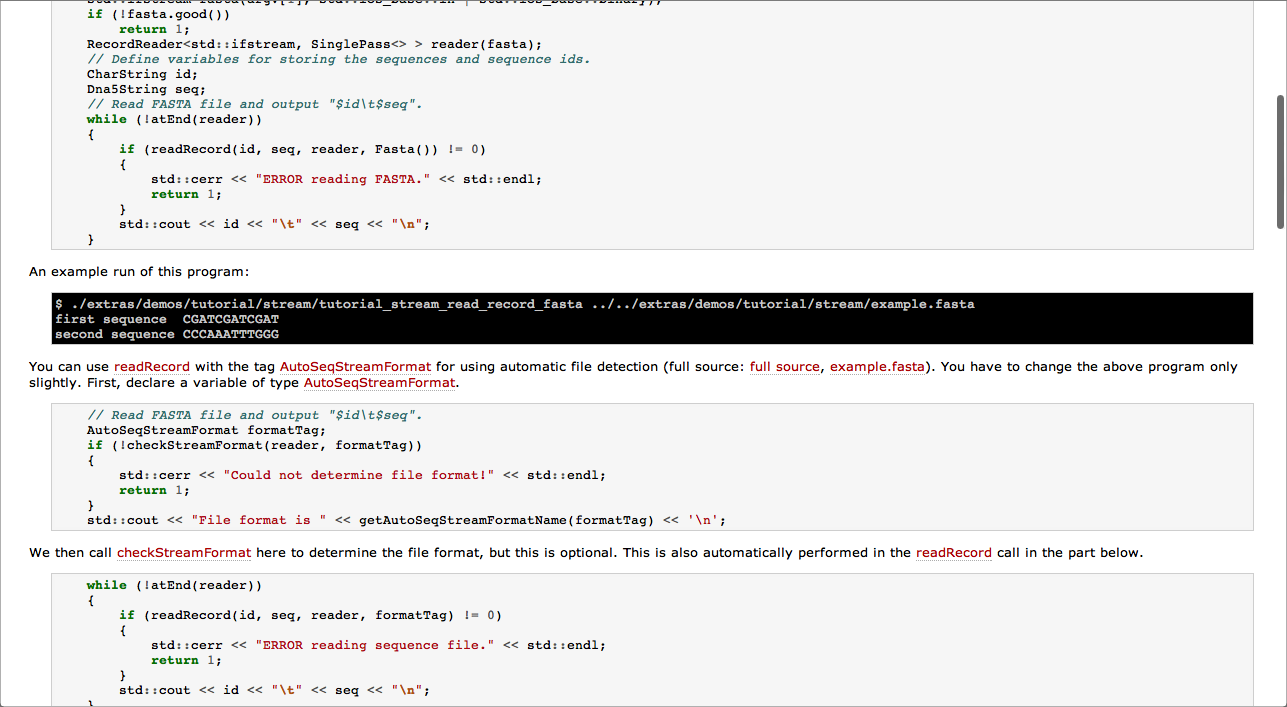 if (!fasta.good())
return 1;
RecordReader<std::ifstream, SinglePass<> > reader(fasta);
// Define variables for storing the sequences and sequence ids.
CharString id;
Dna5String seq;
// Read FASTA file and output "$id\t$seq".
while (!atEnd(reader))
{
if (readRecord(id, seq, reader, Fasta()) != 0)
{
std::cerr << "ERROR reading FASTA." << std::endl;
return 1;
}
std::cout << id << "\t" << seq << "\n";
}
An example run of this program:
$ ./extras/demos/tutorial/stream/tutorial_stream_read_record_fasta ../../extras/demos/tutorial/stream/example.fasta
first sequence  CGATCGATCGAT
second sequence CCCAAATTTGGG
You can use readRecord with the tag AutoSeqStreamFormat for using automatic file detection (full source: full source, example.fasta). You have to change the above program only
slightly. First, declare a variable of type AutoSeqStreamFormat.
// Read FASTA file and output "$id\t$seq".
AutoSeqStreamFormat formatTag;
if (!checkStreamFormat(reader, formatTag))
{
std::cerr << "Could not determine file format!" << std::endl;
return 1;
}
std::cout << "File format is " << getAutoSeqStreamFormatName(formatTag) << '\n';
We then call checkStreamFormat here to determine the file format, but this is optional. This is also automatically performed in the readRecord call in the part below.
while (!atEnd(reader))
{
if (readRecord(id, seq, reader, formatTag) != 0)
{
std::cerr << "ERROR reading sequence file." << std::endl;
return 1;
}
std::cout << id << "\t" << seq << "\n";
}